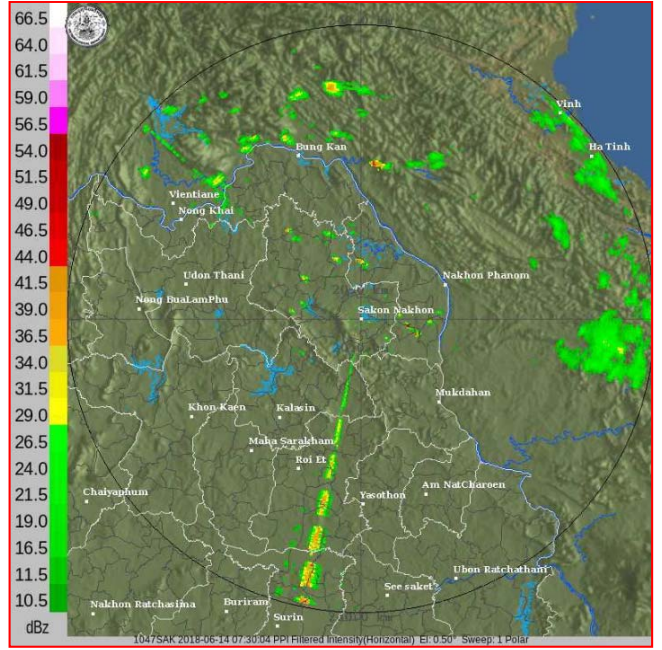 66.5
64.0
61.5
59.0
56.5
54.0
51.5
49.0
46.5
44.0
41.5
39.0
36.5
34.0
31.5
29.0
26.5
24.0
21.5
19.0
16.5
11.5
10.5
dBz
Vinh
Ha Tinh
Bung Kan
Vientiane
Nong Khai
Udon Thani
Nakhon Phanom
Nong BuaLamPhu
Sakon Nakhon
Mukdahan
Khon Kaen
Kalasin
Maha Sarakham
Roi Et
Am NatCharoen
Chaiyaphum
Yasothon
Ubon Ratchathani
See saket
Nakhon Ratchasima
Buriram
Surin
1047SAK 2018-06-14 07:30:04 PPI Filtered Intensity(Horizontal) El: 0.50° Sweep: 1 Polar